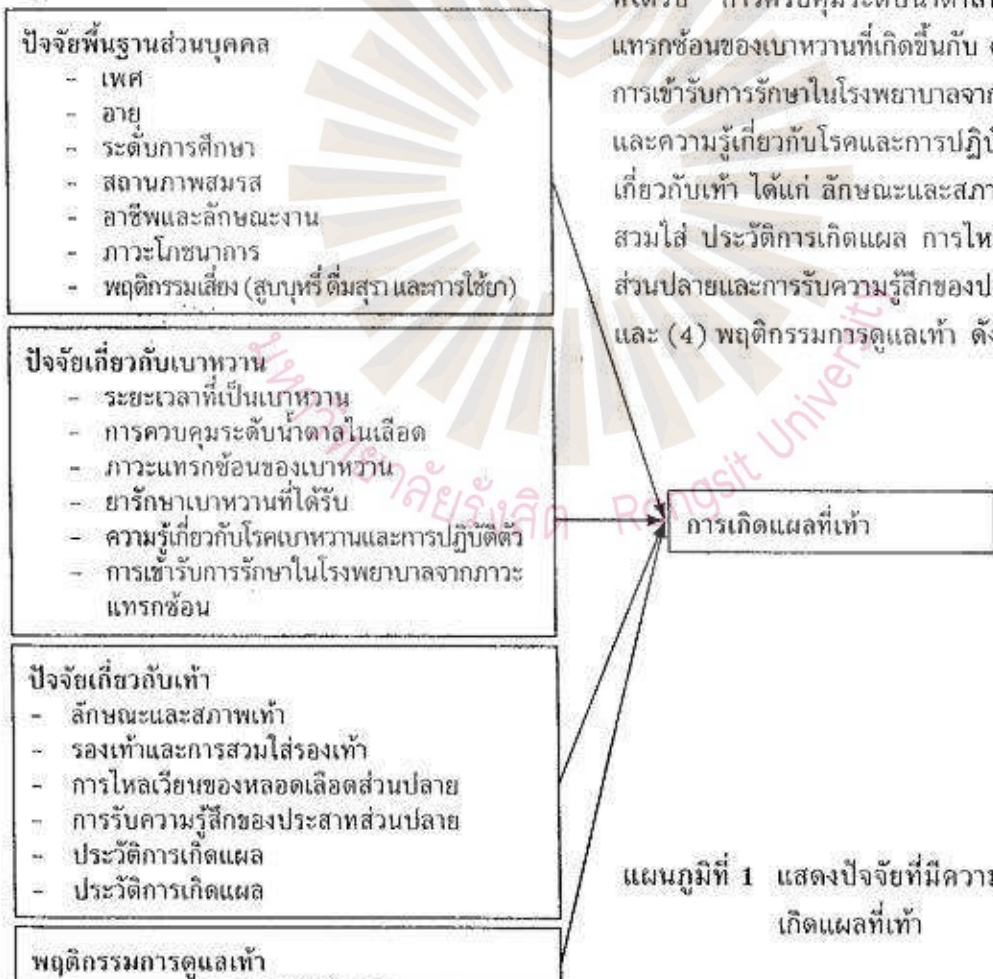 ปัจจัยพื้นฐานส่วนบุคคล
- เพศ
- อายุ
- ระดับการศึกษา
- สถานภาพสมรส
- อาชีพและลักษณะงาน
- ภาวะโภชนาการ
- พฤติกรรมเสี่ยง (สูบบุหรี่ ดื่มสุรา และการใช้ยา)
ปัจจัยเกี่ยวกับเบาหวาน
- ระยะเวลาที่เป็นเบาหวาน
- การควบคุมระดับน้ำตาลในเลือด
- ภาวะแทรกซ้อนของเบาหวาน
- ยารักษาเบาหวานที่ได้รับ
- ความรู้เกี่ยวกับโรคเบาหวานและการปฏิบัติตัว
- การเข้ารับการรักษาในโรงพยาบาลจากภาวะ
แทรกซ้อน
ปัจจัยเกี่ยวกับเท้า
- ลักษณะและสภาพเท้า
- รองเท้าและการสวมใส่รองเท้า
- การไหลเวียนของหลอดเลือดส่วนปลาย
- การรับความรู้สึกของประสาทส่วนปลาย
- ประวัติการเกิดแผล
- ประวัติการเกิดแผล
พฤติกรรมการดูแลเท้า
แทรกซ้อนของเบาหวานที่เกิดขึ้นกับ
การเข้ารับการรักษาในโรงพยาบาลจาก
และความรู้เกี่ยวกับโรคและการปฏิบั
เกี่ยวกับเท้า ได้แก่ ลักษณะและสภา
สวมใส่ ประวัติการเกิดแผล การไห
ส่วนปลายและการรับความรู้สึกของป
และ (4) พฤติกรรมการดูแลเท้า ดัง
การเกิดแผลที่เท้า
แผนภูมิที่ 1 แสดงปัจจัยที่มีความ
เกิดแผลที่เท้า
มหาวิทยาลัยรังสิต Rangsit University